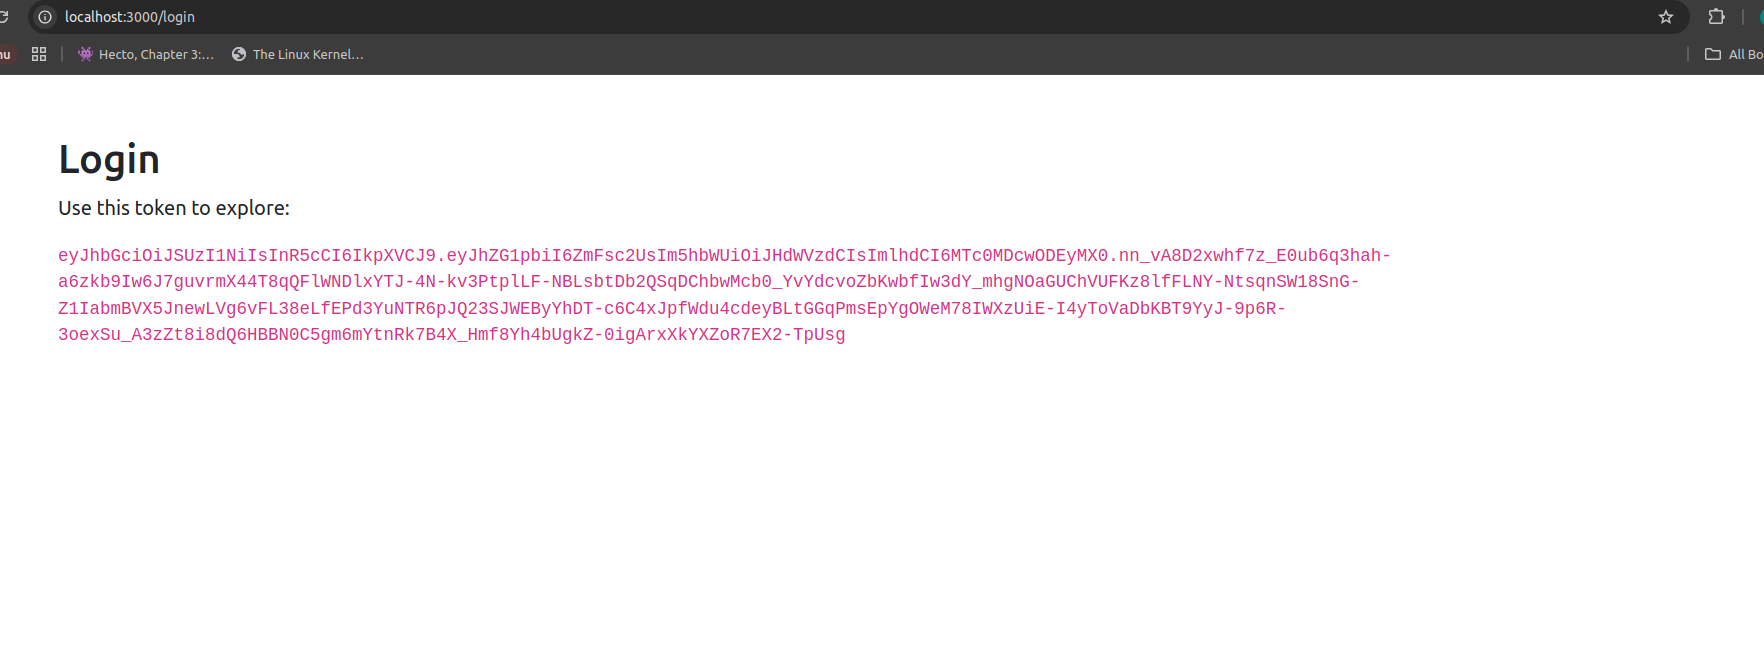 localhost:3000/login
nu
Hecto, Chapter 3:...
The Linux Kernel...
All Bo
Login
Use this token to explore:
eyJhbGciOiJSUzI1NiIsInR5cCI6IkpXVCJ9.eyJhZG1pbiI6ZmFsc2UsIm5hbWUiOiJHdWVzdCIsImlhdCI6MTc0MDcwODEyMX0.nn_vA8D2xwhf7z_E0ub6q3hah-
a6zkb9Iw6J7guvrmX44T8qQFlWNDlxYTJ-4N-kv3PtplLF-NBLsbtDb2QSqDChbwMcb0_YvYdcvoZbKwbfIw3dY_mhgNOaGUChVUFKz8lfFLNY-NtsqnSW18SnG-
Z1IabmBVX5JnewLVg6vFL38eLfEPd3YuNTR6pJQ23SJWEByYhDT-c6C4xJpfWdu4cdeyBLtGGqPmsEpYgOWeM78IWXzUiE-I4yToVaDbKBT9YyJ-9p6R-
3oexSu_A3zZt8i8dQ6HBBN0C5gm6mYtnRk7B4X_Hmf8Yh4bUgkZ-0igArxXkYXZoR7EX2-TpUsg